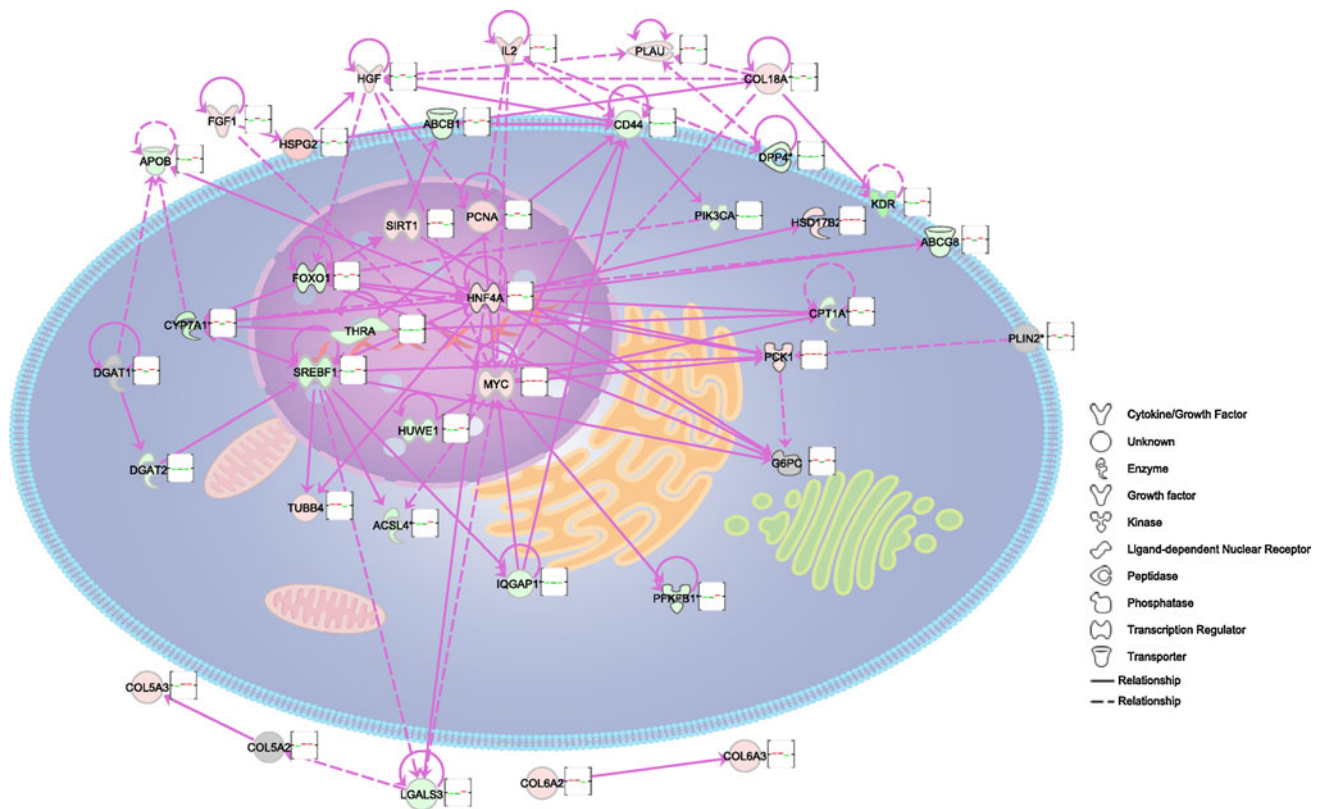 IL2
PLAU
HGF
COL18A
FGF1
HSPG2
ABCB1
CD44
APOB
DPP4*
KDR
SIRT1
PCNA
PIK3CA
HSD17B2
ABCG8
FOXO1
HNF4A
CYP7A1*
THRA
CPT1A*
PLIN2*
DGAT1*
SREBF1
MYC
PCK1
HUWE1
DGAT2
G6PC
TUBB4
ACSL4*
IQGAP1
PFKFB1*
COL5A3
COL5A2
COL6A3
COL6A2
LGALS3
Cytokine/Growth Factor
Unknown
Enzyme
Growth factor
Kinase
Ligand-dependent Nuclear Receptor
Peptidase
Phosphatase
Transcription Regulator
Transporter
Relationship
Relationship